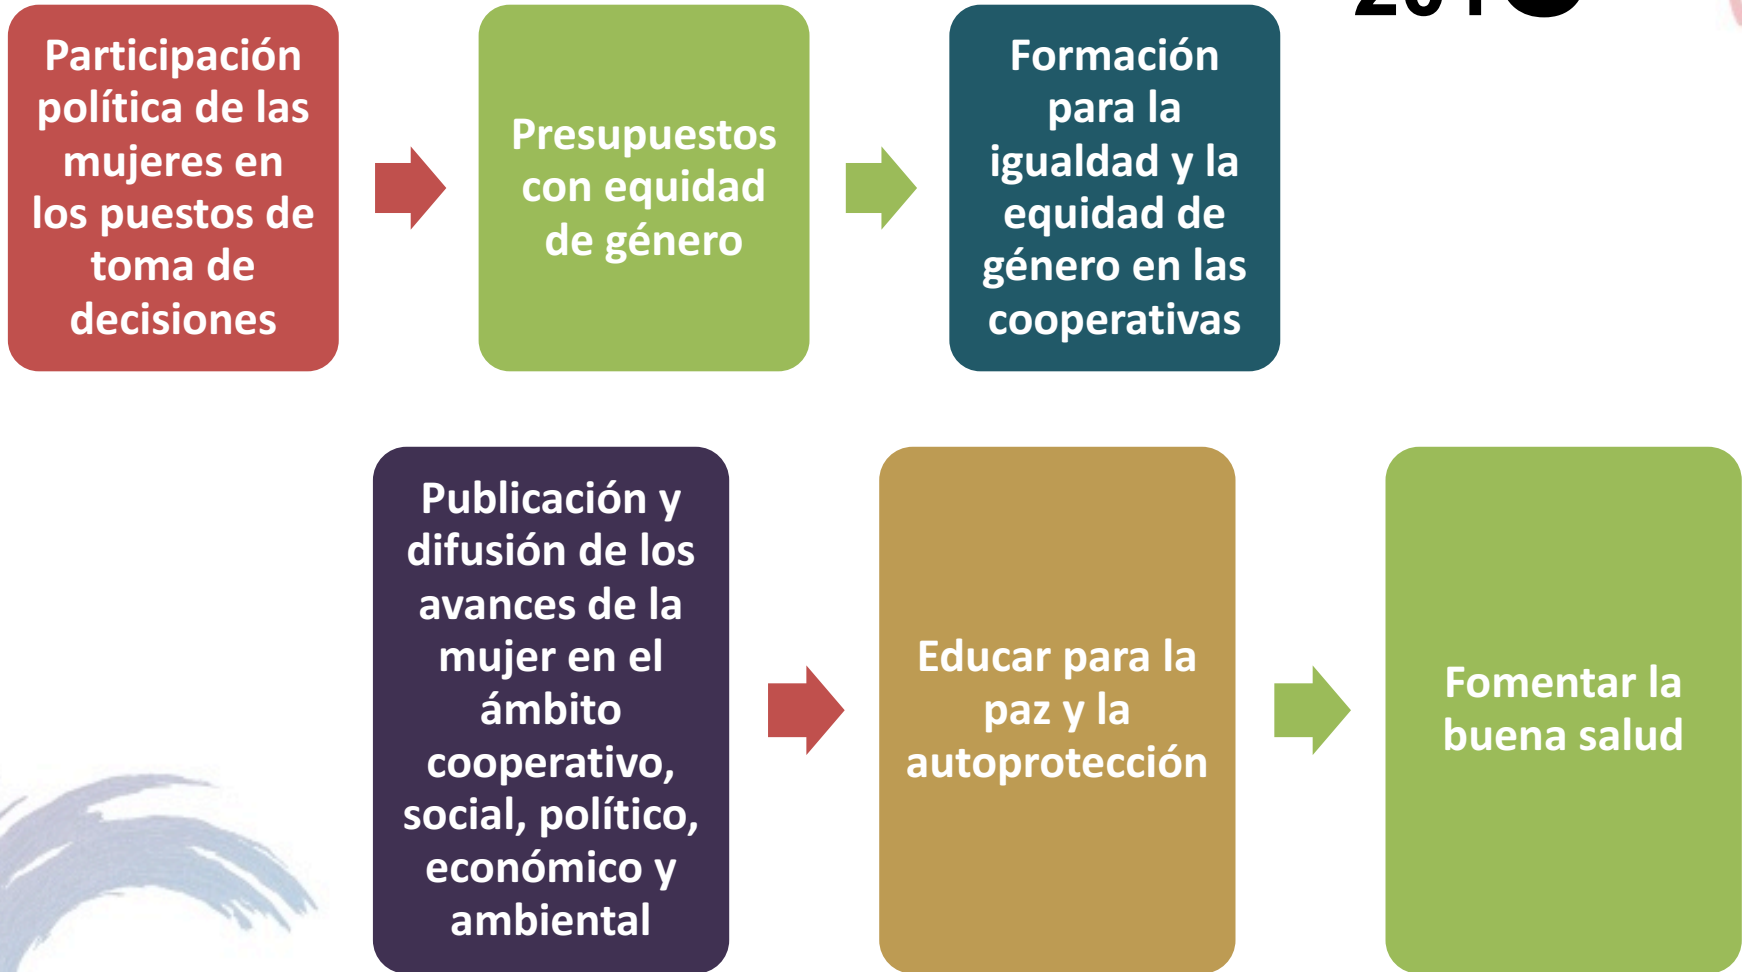 Participación
política de las
mujeres en
los puestos de
toma de
decisiones
Presupuestos
con equidad
de género
Formación
para la
igualdad y la
equidad de
género en las
cooperativas
Publicación y
difusión de los
avances de la
mujer en el
ámbito
cooperativo,
social, político,
económico y
ambiental
Educar para la
paz y la
autoprotección
Fomentar la
buena salud